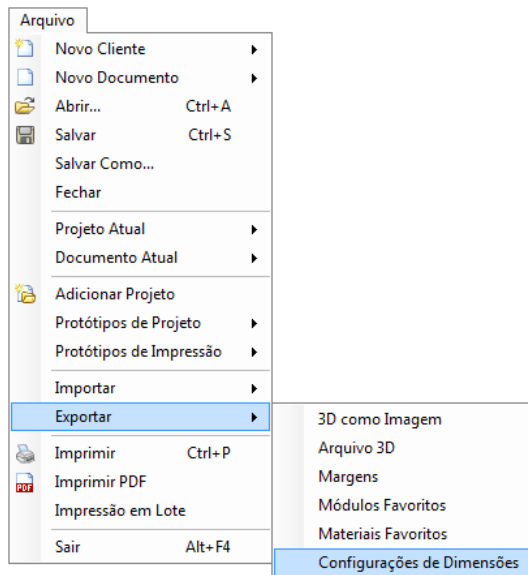 Arquivo
Novo Cliente
Novo Documento
Abrir... Ctrl+A
Salvar Ctrl+S
Salvar Como...
Fechar
Projeto Atual
Documento Atual
Adicionar Projeto
Protótipos de Projeto
Protótipos de Impressão
Importar
Exportar
3D como Imagem
Arquivo 3D
Margens
Módulos Favoritos
Materiais Favoritos
Configurações de Dimensões
Imprimir Ctrl+P
PDF Imprimir PDF
Impressão em Lote
Sair Alt+F4